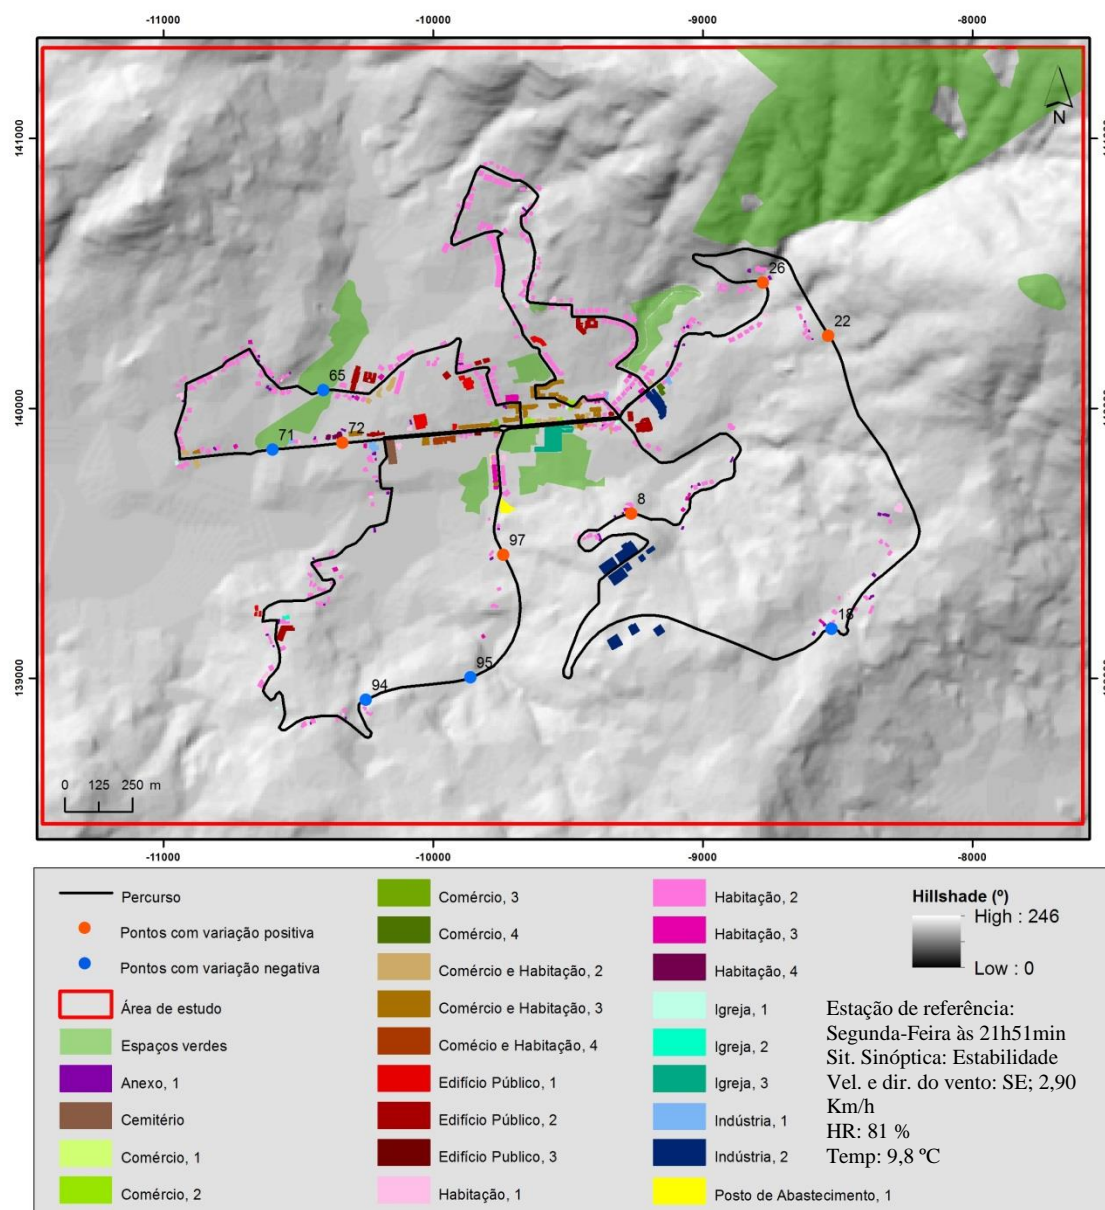 -11000 -10000 -9000 -8000
141000
N
26
22
65
140000
72
71
8
97
18
95
139000
94
0 125 250 m
-11000 -10000 -9000 -8000
Percurso
Pontos com variação positiva
Pontos com variação negativa
Área de estudo
Espaços verdes
Anexo, 1
Cemitério
Comércio, 1
Comércio, 2
Comércio, 3
Comércio, 4
Comércio e Habitação, 2
Comércio e Habitação, 3
Comécio e Habitação, 4
Edifício Público, 1
Edifício Público, 2
Edifício Publico, 3
Habitação, 1
Habitação, 2
Habitação, 3
Habitação, 4
Igreja, 1
Igreja, 2
Igreja, 3
Indústria, 1
Indústria, 2
Posto de Abastecimento, 1
Hillshade (º)
High : 246
Low : 0
Estação de referência:
Segunda-Feira às 21h51min
Sit. Sinóptica: Estabilidade
Vel. e dir. do vento: SE; 2,90
Km/h
HR: 81 %
Temp: 9,8 ºC